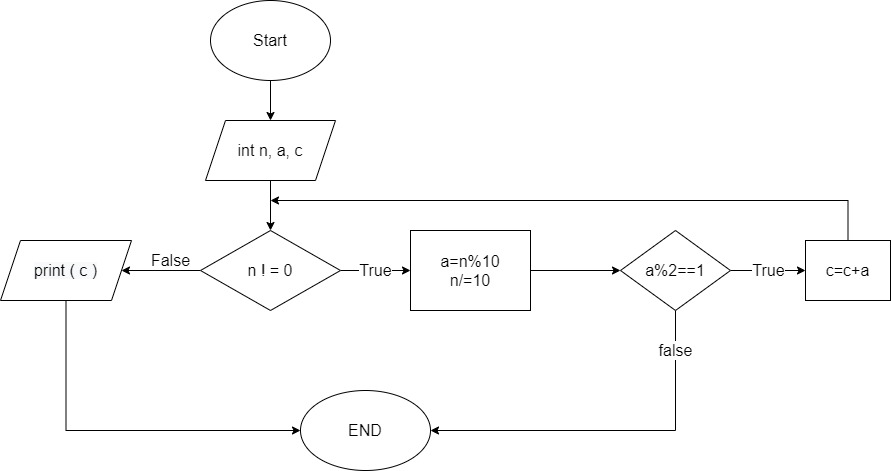 Start
int n, a, c
n ! = 0
False
print ( c )
True
a=n%10
n/=10
a%2==1
True
c=c+a
false
END